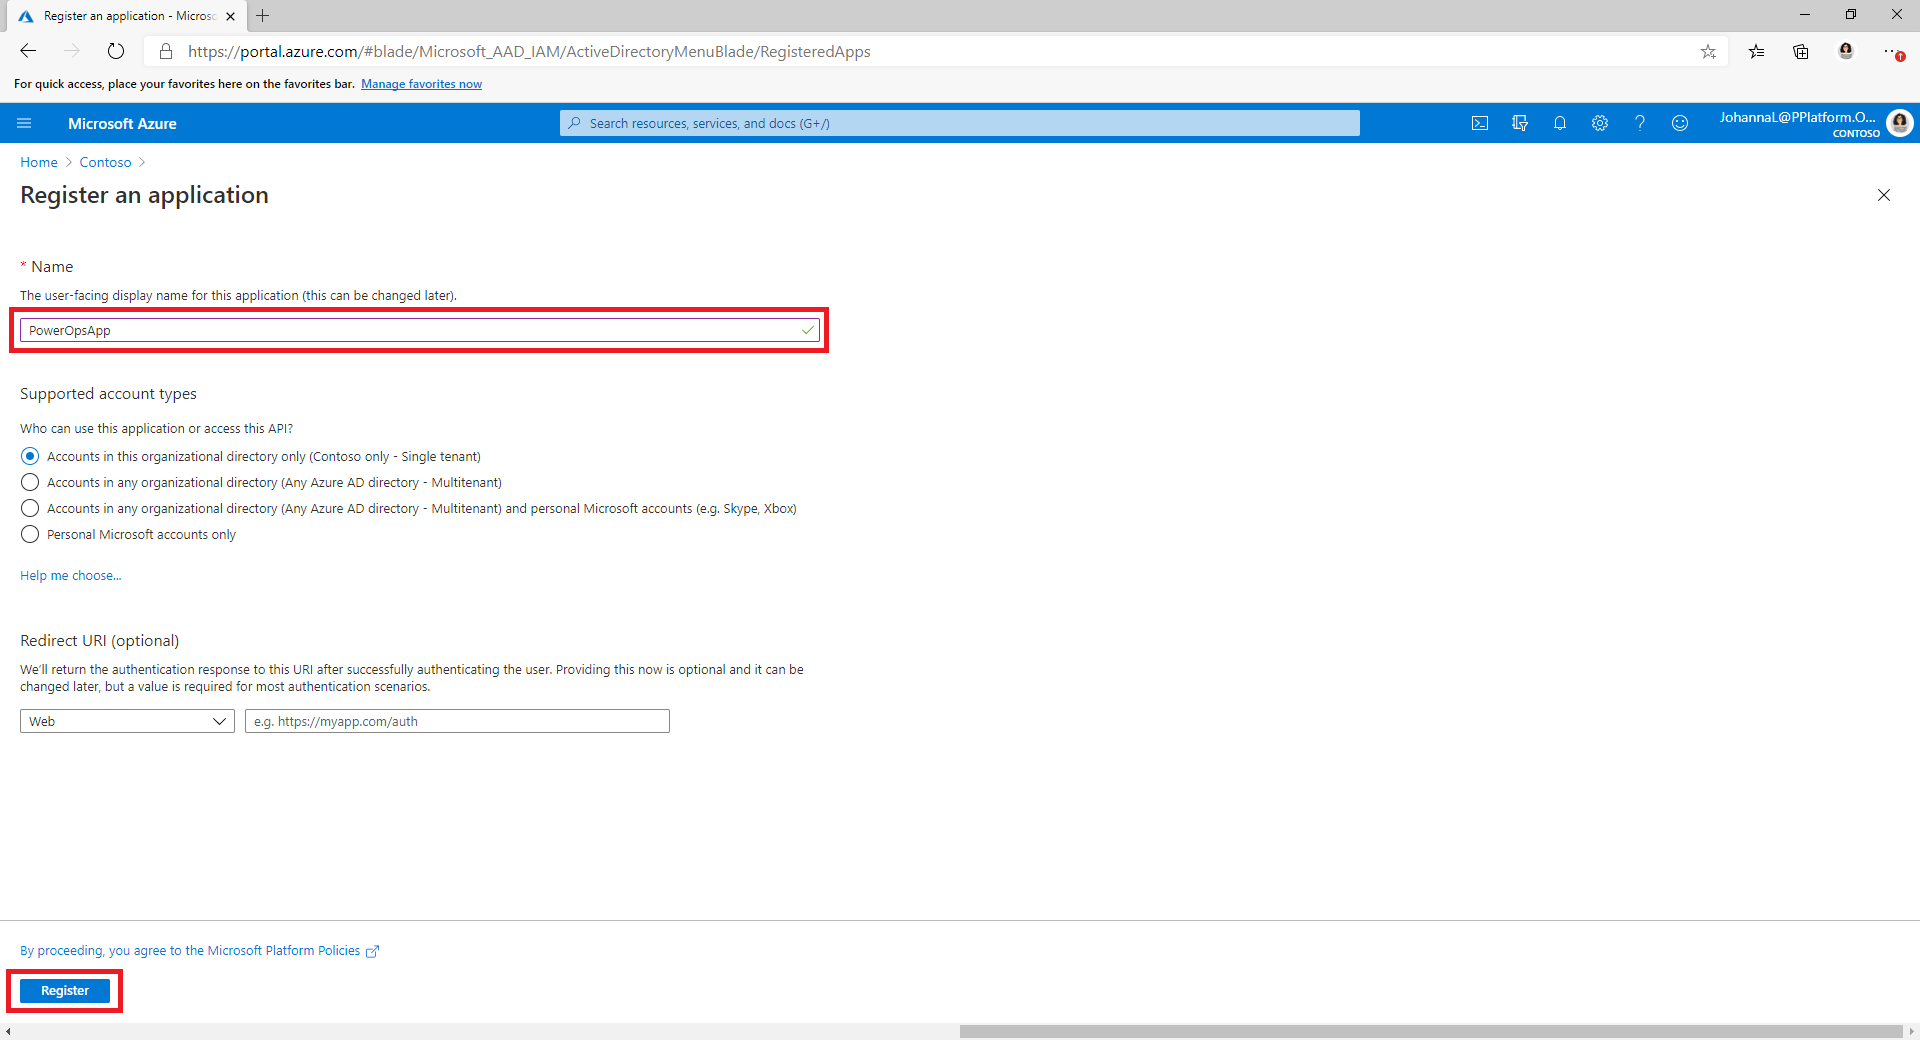 Register an application - Microsc
https://portal.azure.com/#blade/Microsoft_AAD_IAM/ActiveDirectoryMenuBlade/RegisteredApps
For quick access, place your favorites here on the favorites bar. Manage favorites now
Microsoft Azure
Search resources, services, and docs (G+/)
JohannaL@PPlatform.O...
CONTOSO
Home > Contoso >
Register an application
* Name
The user-facing display name for this application (this can be changed later).
PowerOpsApp
Supported account types
Who can use this application or access this API?
Accounts in this organizational directory only (Contoso only - Single tenant)
Accounts in any organizational directory (Any Azure AD directory - Multitenant)
Accounts in any organizational directory (Any Azure AD directory - Multitenant) and personal Microsoft accounts (e.g. Skype, Xbox)
Personal Microsoft accounts only
Help me choose...
Redirect URI (optional)
We'll return the authentication response to this URI after successfully authenticating the user. Providing this now is optional and it can be
changed later, but a value is required for most authentication scenarios.
Web
e.g. https://myapp.com/auth
By proceeding, you agree to the Microsoft Platform Policies
Register